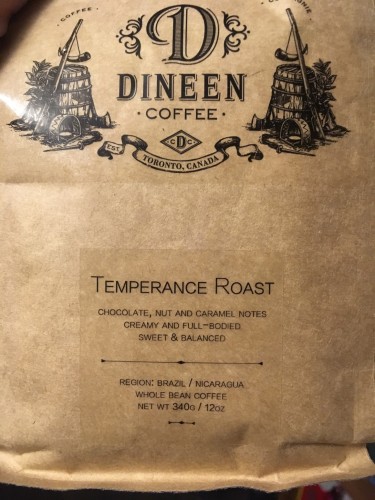 COFFEE
D
DINEEN
· COFFEE ·
CDC
EST.
TORONTO, CANADA
TEMPERANCE ROAST
CHOCOLATE, NUT AND CARAMEL NOTES
CREAMY AND FULL-BODIED
SWEET & BALANCED
REGION: BRAZIL / NICARAGUA
WHOLE BEAN COFFEE
NET WT 340G / 12OZ